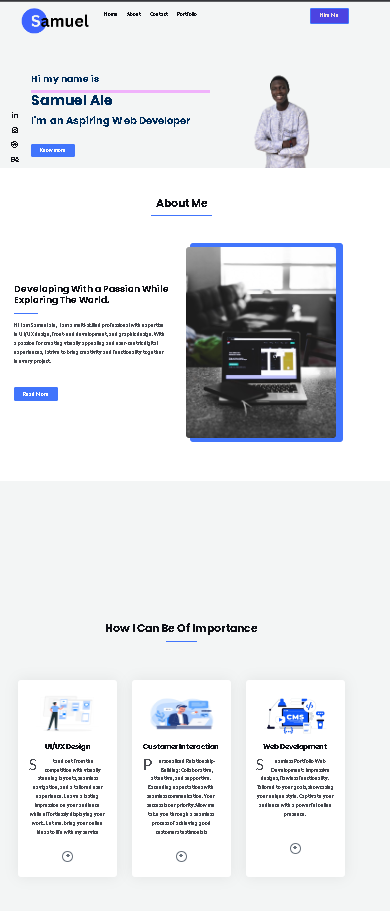 Samuel
Home About Contact Portfolio
Hire Me
Hi my name is
Samuel Ale
I'm an Aspiring Web Developer
Know more
About Me
Developing With a Passion While
Exploring The World.
Hi I am Samuel ale, I am a multi-skilled professional with expertise
in UI/UX design, front-end development, and graphic design. With
a passion for creating visually appealing and user-centric digital
experiences, I strive to bring creativity and functionality together
in every project.
Read More
How I Can Be Of Importance
UI/UX Design
Stand out from the
competition with visually
stunning layouts, seamless
navigation, and a tailored user
experience. Leave a lasting
impression on your audience
while effortlessly displaying your
work. Let me bring your online
ideas to life with my service
Customer Interaction
Personalized Relationship-
Building: Collaborative,
attentive, and supportive.
Exceeding expectations with
seamless communication. Your
success is our priority. Allow me
take you through a seamless
process of achieving good
customers testimonials
Web Development
Seamless Portfolio Web
Development: Impressive
designs, flawless functionality.
Tailored to your goals, showcasing
your unique style. Captivate your
audience with a powerful online
presence.
CMS